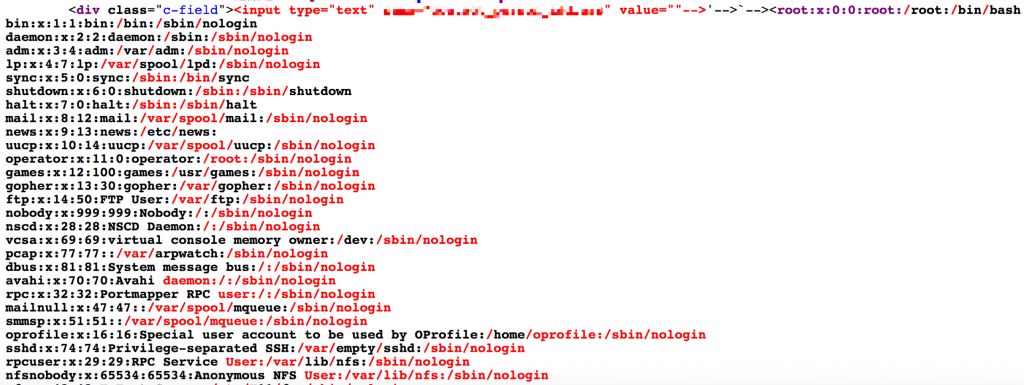 <div class="c-field"><input type="text" " value=""-->'-->`--><root:x:0:0:root:/root:/bin/bash
bin:x:1:1:bin:/bin:/sbin/nologin
daemon:x:2:2:daemon:/sbin:/sbin/nologin
adm:x:3:4:adm:/var/adm:/sbin/nologin
lp:x:4:7:lp:/var/spool/lpd:/sbin/nologin
sync:x:5:0:sync:/sbin:/bin/sync
shutdown:x:6:0:shutdown:/sbin:/sbin/shutdown
halt:x:7:0:halt:/sbin:/sbin/halt
mail:x:8:12:mail:/var/spool/mail:/sbin/nologin
news:x:9:13:news:/etc/news:
uucp:x:10:14:uucp:/var/spool/uucp:/sbin/nologin
operator:x:11:0:operator:/root:/sbin/nologin
games:x:12:100:games:/usr/games:/sbin/nologin
gopher:x:13:30:gopher:/var/gopher:/sbin/nologin
ftp:x:14:50:FTP User:/var/ftp:/sbin/nologin
nobody:x:999:999:Nobody:/:/sbin/nologin
nscd:x:28:28:NSCD Daemon:/:/sbin/nologin
vcsa:x:69:69:virtual console memory owner:/dev:/sbin/nologin
pcap:x:77:77::/var/arpwatch:/sbin/nologin
dbus:x:81:81:System message bus:/:/sbin/nologin
avahi:x:70:70:Avahi daemon:/:/sbin/nologin
rpc:x:32:32:Portmapper RPC user:/:/sbin/nologin
mailnull:x:47:47::/var/spool/mqueue:/sbin/nologin
smmsp:x:51:51::/var/spool/mqueue:/sbin/nologin
oprofile:x:16:16:Special user account to be used by OProfile:/home/oprofile:/sbin/nologin
sshd:x:74:74:Privilege-separated SSH:/var/empty/sshd:/sbin/nologin
rpcuser:x:29:29:RPC Service User:/var/lib/nfs:/sbin/nologin
nfsnobody:x:65534:65534:Anonymous NFS User:/var/lib/nfs:/sbin/nologin